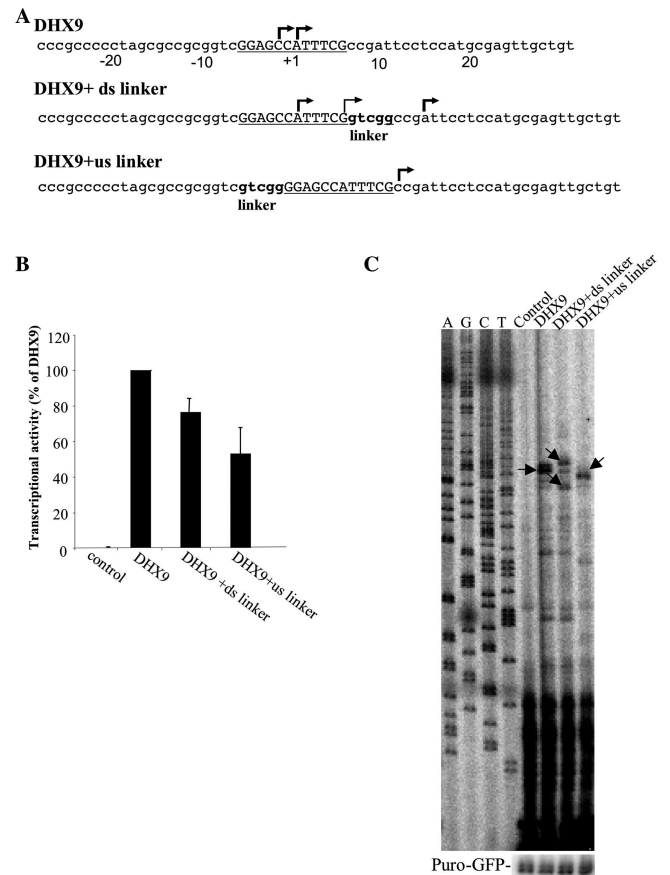 A
DHX9
cccgcccccctagcgccgcggtcGGAGCCATTTCGccgattcctccatgcgagttgctgt
-20 -10 +1 10 20
DHX9+ ds linker
cccgcccccctagcgccgcggtcGGAGCCATTTCGgtcggccgattcctccatgcgagttgctgt
linker
DHX9+us linker
cccgcccccctagcgccgcggtcgtcggGGAGCCATTTCGccgattcctccatgcgagttgctgt
linker
B
Transcriptional activity (% of DHX9)
120
100
80
60
40
20
0
control DHX9 DHX9 +ds linker DHX9+us linker
C
A G C T Control DHX9 DHX9+ds linker DHX9+us linker
Puro-GFP-